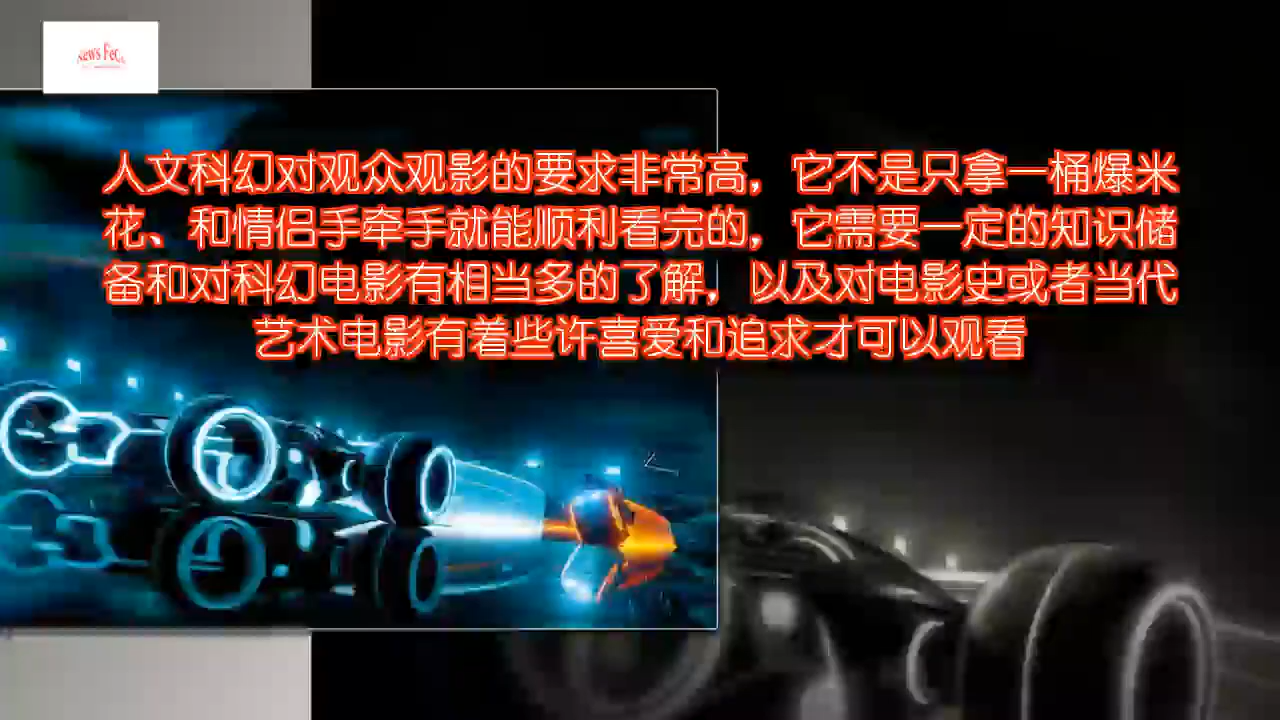 News Fec
人文科幻对观众观影的要求非常高，它不是只拿一桶爆米
花、和情侣手牵手就能顺利看完的，它需要一定的知识储
备和对科幻电影有相当多的了解，以及对电影史或者当代
艺术电影有着些许喜爱和追求才可以观看